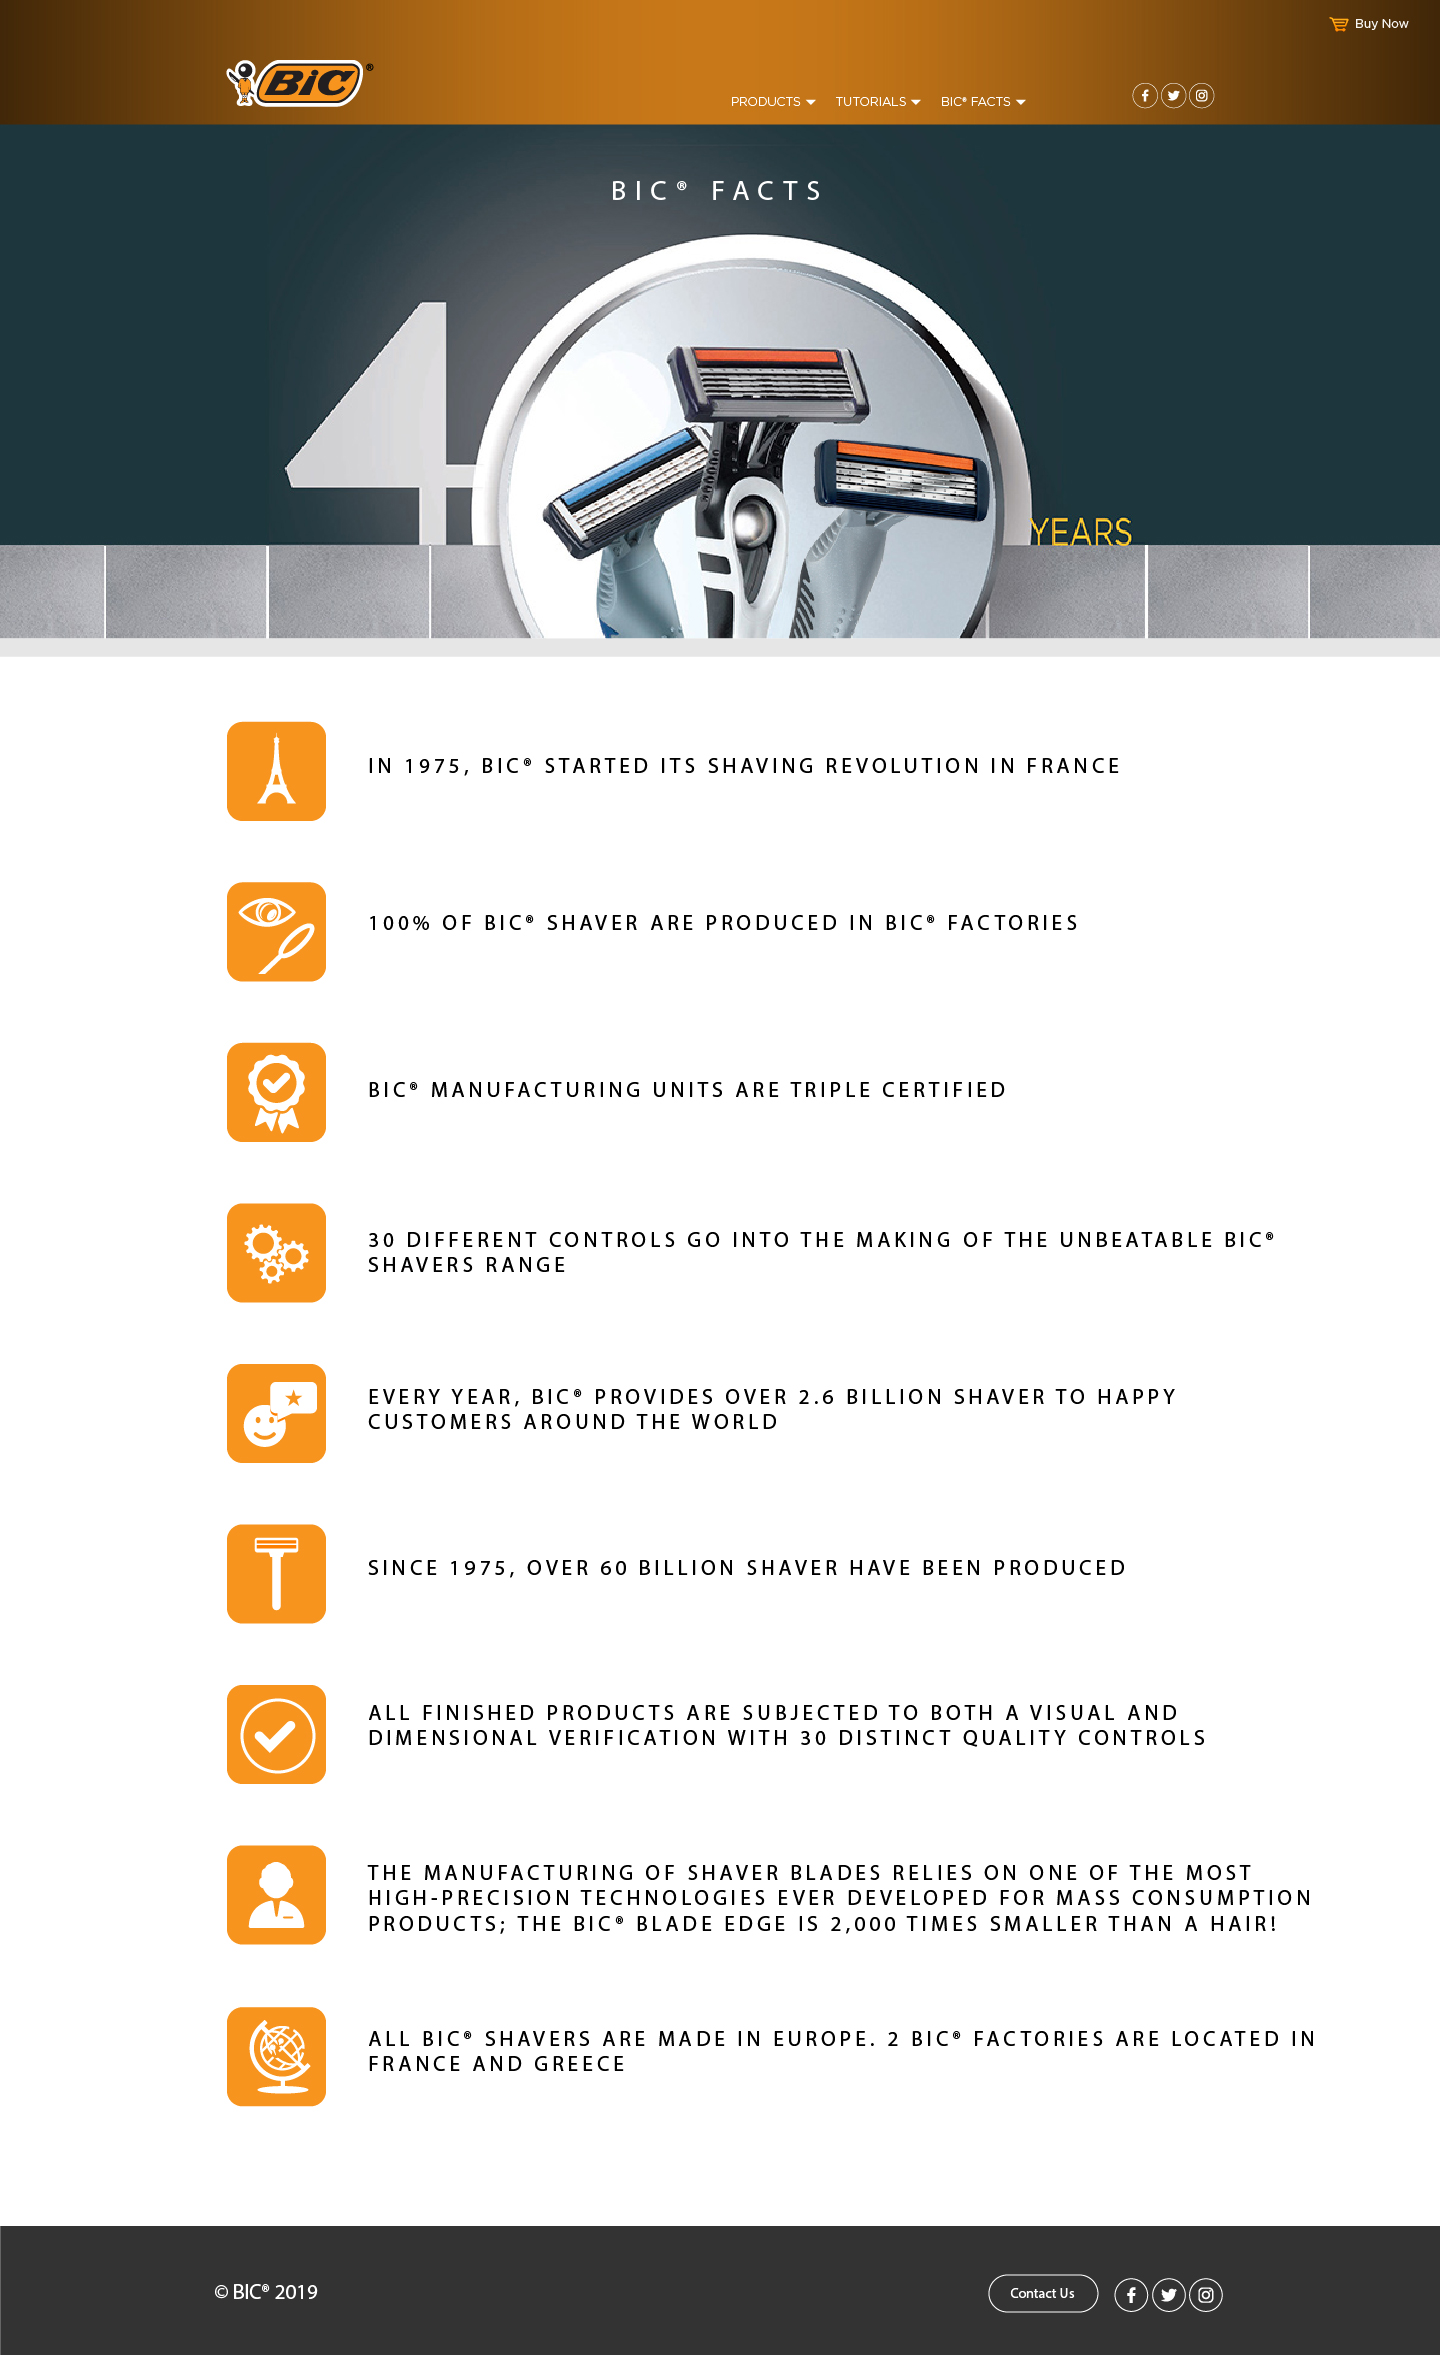 Buy Now
BiC®
PRODUCTS
TUTORIALS
BIC® FACTS
BIC® FACTS
4
YEARS
IN 1975, BIC® STARTED ITS SHAVING REVOLUTION IN FRANCE
100% OF BIC® SHAVER ARE PRODUCED IN BIC® FACTORIES
BIC® MANUFACTURING UNITS ARE TRIPLE CERTIFIED
30 DIFFERENT CONTROLS GO INTO THE MAKING OF THE UNBEATABLE BIC®
SHAVERS RANGE
EVERY YEAR, BIC® PROVIDES OVER 2.6 BILLION SHAVER TO HAPPY
CUSTOMERS AROUND THE WORLD
SINCE 1975, OVER 60 BILLION SHAVER HAVE BEEN PRODUCED
ALL FINISHED PRODUCTS ARE SUBJECTED TO BOTH A VISUAL AND
DIMENSIONAL VERIFICATION WITH 30 DISTINCT QUALITY CONTROLS
THE MANUFACTURING OF SHAVER BLADES RELIES ON ONE OF THE MOST
HIGH-PRECISION TECHNOLOGIES EVER DEVELOPED FOR MASS CONSUMPTION
PRODUCTS; THE BIC® BLADE EDGE IS 2,000 TIMES SMALLER THAN A HAIR!
ALL BIC® SHAVERS ARE MADE IN EUROPE. 2 BIC® FACTORIES ARE LOCATED IN
FRANCE AND GREECE
© BIC® 2019
Contact Us